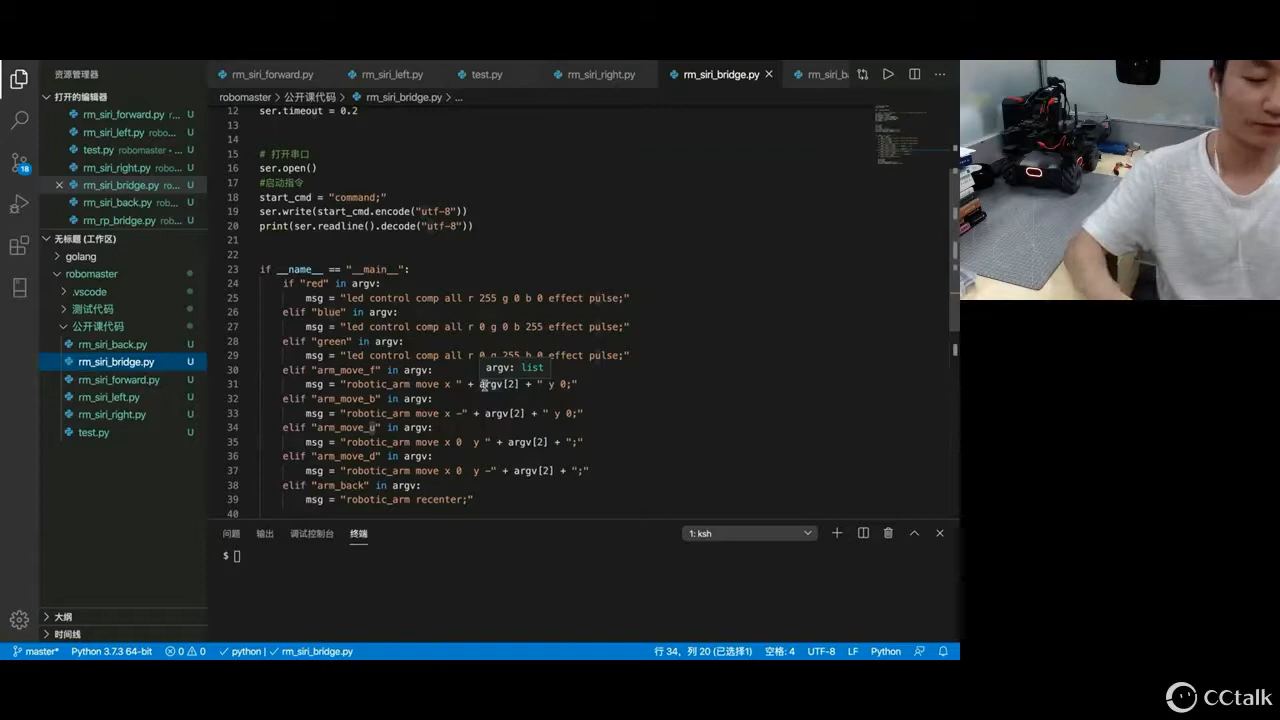 资源管理器
打开的编辑器
rm_siri_forward.py r... U
rm_siri_left.py robo... U
test.py robomaster • ... U
rm_siri_right.py robo... U
rm_siri_bridge.py ro... U
rm_siri_back.py rob... U
rm_rp_bridge.py rob... U
无标题 (工作区)
golang
robomaster
.vscode
测试代码
公开课代码
rm_siri_back.py U
rm_siri_bridge.py U
rm_siri_forward.py U
rm_siri_left.py U
rm_siri_right.py U
test.py U
大纲
时间线
18
rm_siri_forward.py rm_siri_left.py test.py rm_siri_right.py rm_siri_bridge.py rm_siri_ba
robomaster > 公开课代码 > rm_siri_bridge.py > ...
12 ser.timeout = 0.2
13
14
15 # 打开串口
16 ser.open()
17 #启动指令
18 start_cmd = "command;"
19 ser.write(start_cmd.encode("utf-8"))
20 print(ser.readline().decode("utf-8"))
21
22
23 if __name__ == "__main__":
24 if "red" in argv:
25 msg = "led control comp all r 255 g 0 b 0 effect pulse;"
26 elif "blue" in argv:
27 msg = "led control comp all r 0 g 0 b 255 effect pulse;"
28 elif "green" in argv:
29 msg = "led control comp all r 0 g 255 b 0 effect pulse;"
argv: list
30 elif "arm_move_f" in argv:
31 msg = "robotic_arm move x " + argv[2] + " y 0;"
32 elif "arm_move_b" in argv:
33 msg = "robotic_arm move x -" + argv[2] + " y 0;"
34 elif "arm_move_u" in argv:
35 msg = "robotic_arm move x 0  y " + argv[2] + ";"
36 elif "arm_move_d" in argv:
37 msg = "robotic_arm move x 0  y -" + argv[2] + ";"
38 elif "arm_back" in argv:
39 msg = "robotic_arm recenter;"
40
问题 输出 调试控制台 终端 1: ksh
$
master* Python 3.7.3 64-bit 0 0 python | rm_siri_bridge.py 行 34，列 20 (已选择1) 空格: 4 UTF-8 LF Python
CCtalk